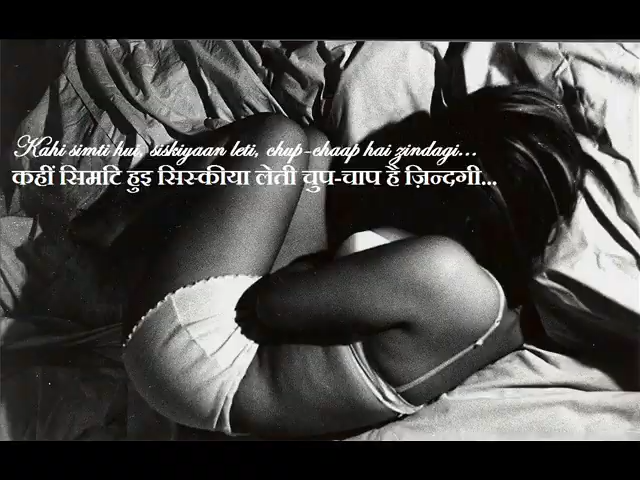 Kahi simti hui siskiyaan leti, chup-chaap hai zindagi...
कहीं सिमटि हुइ सिस्कीया लेती चुप-चाप है ज़िन्दगी...